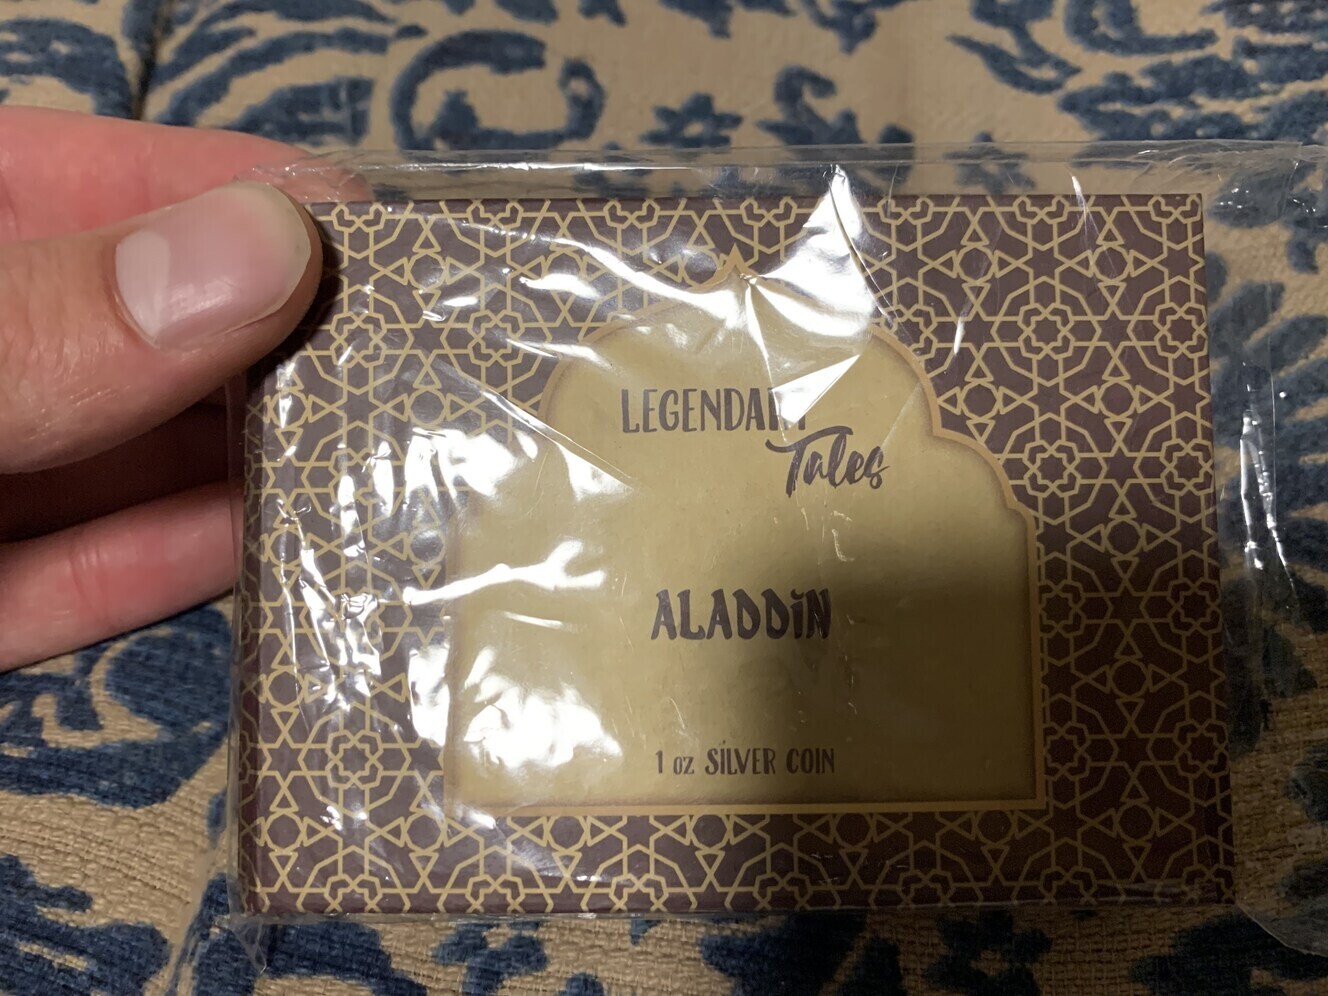 LEGENDARY
Tales
ALADDIN
1 oz SILVER COIN